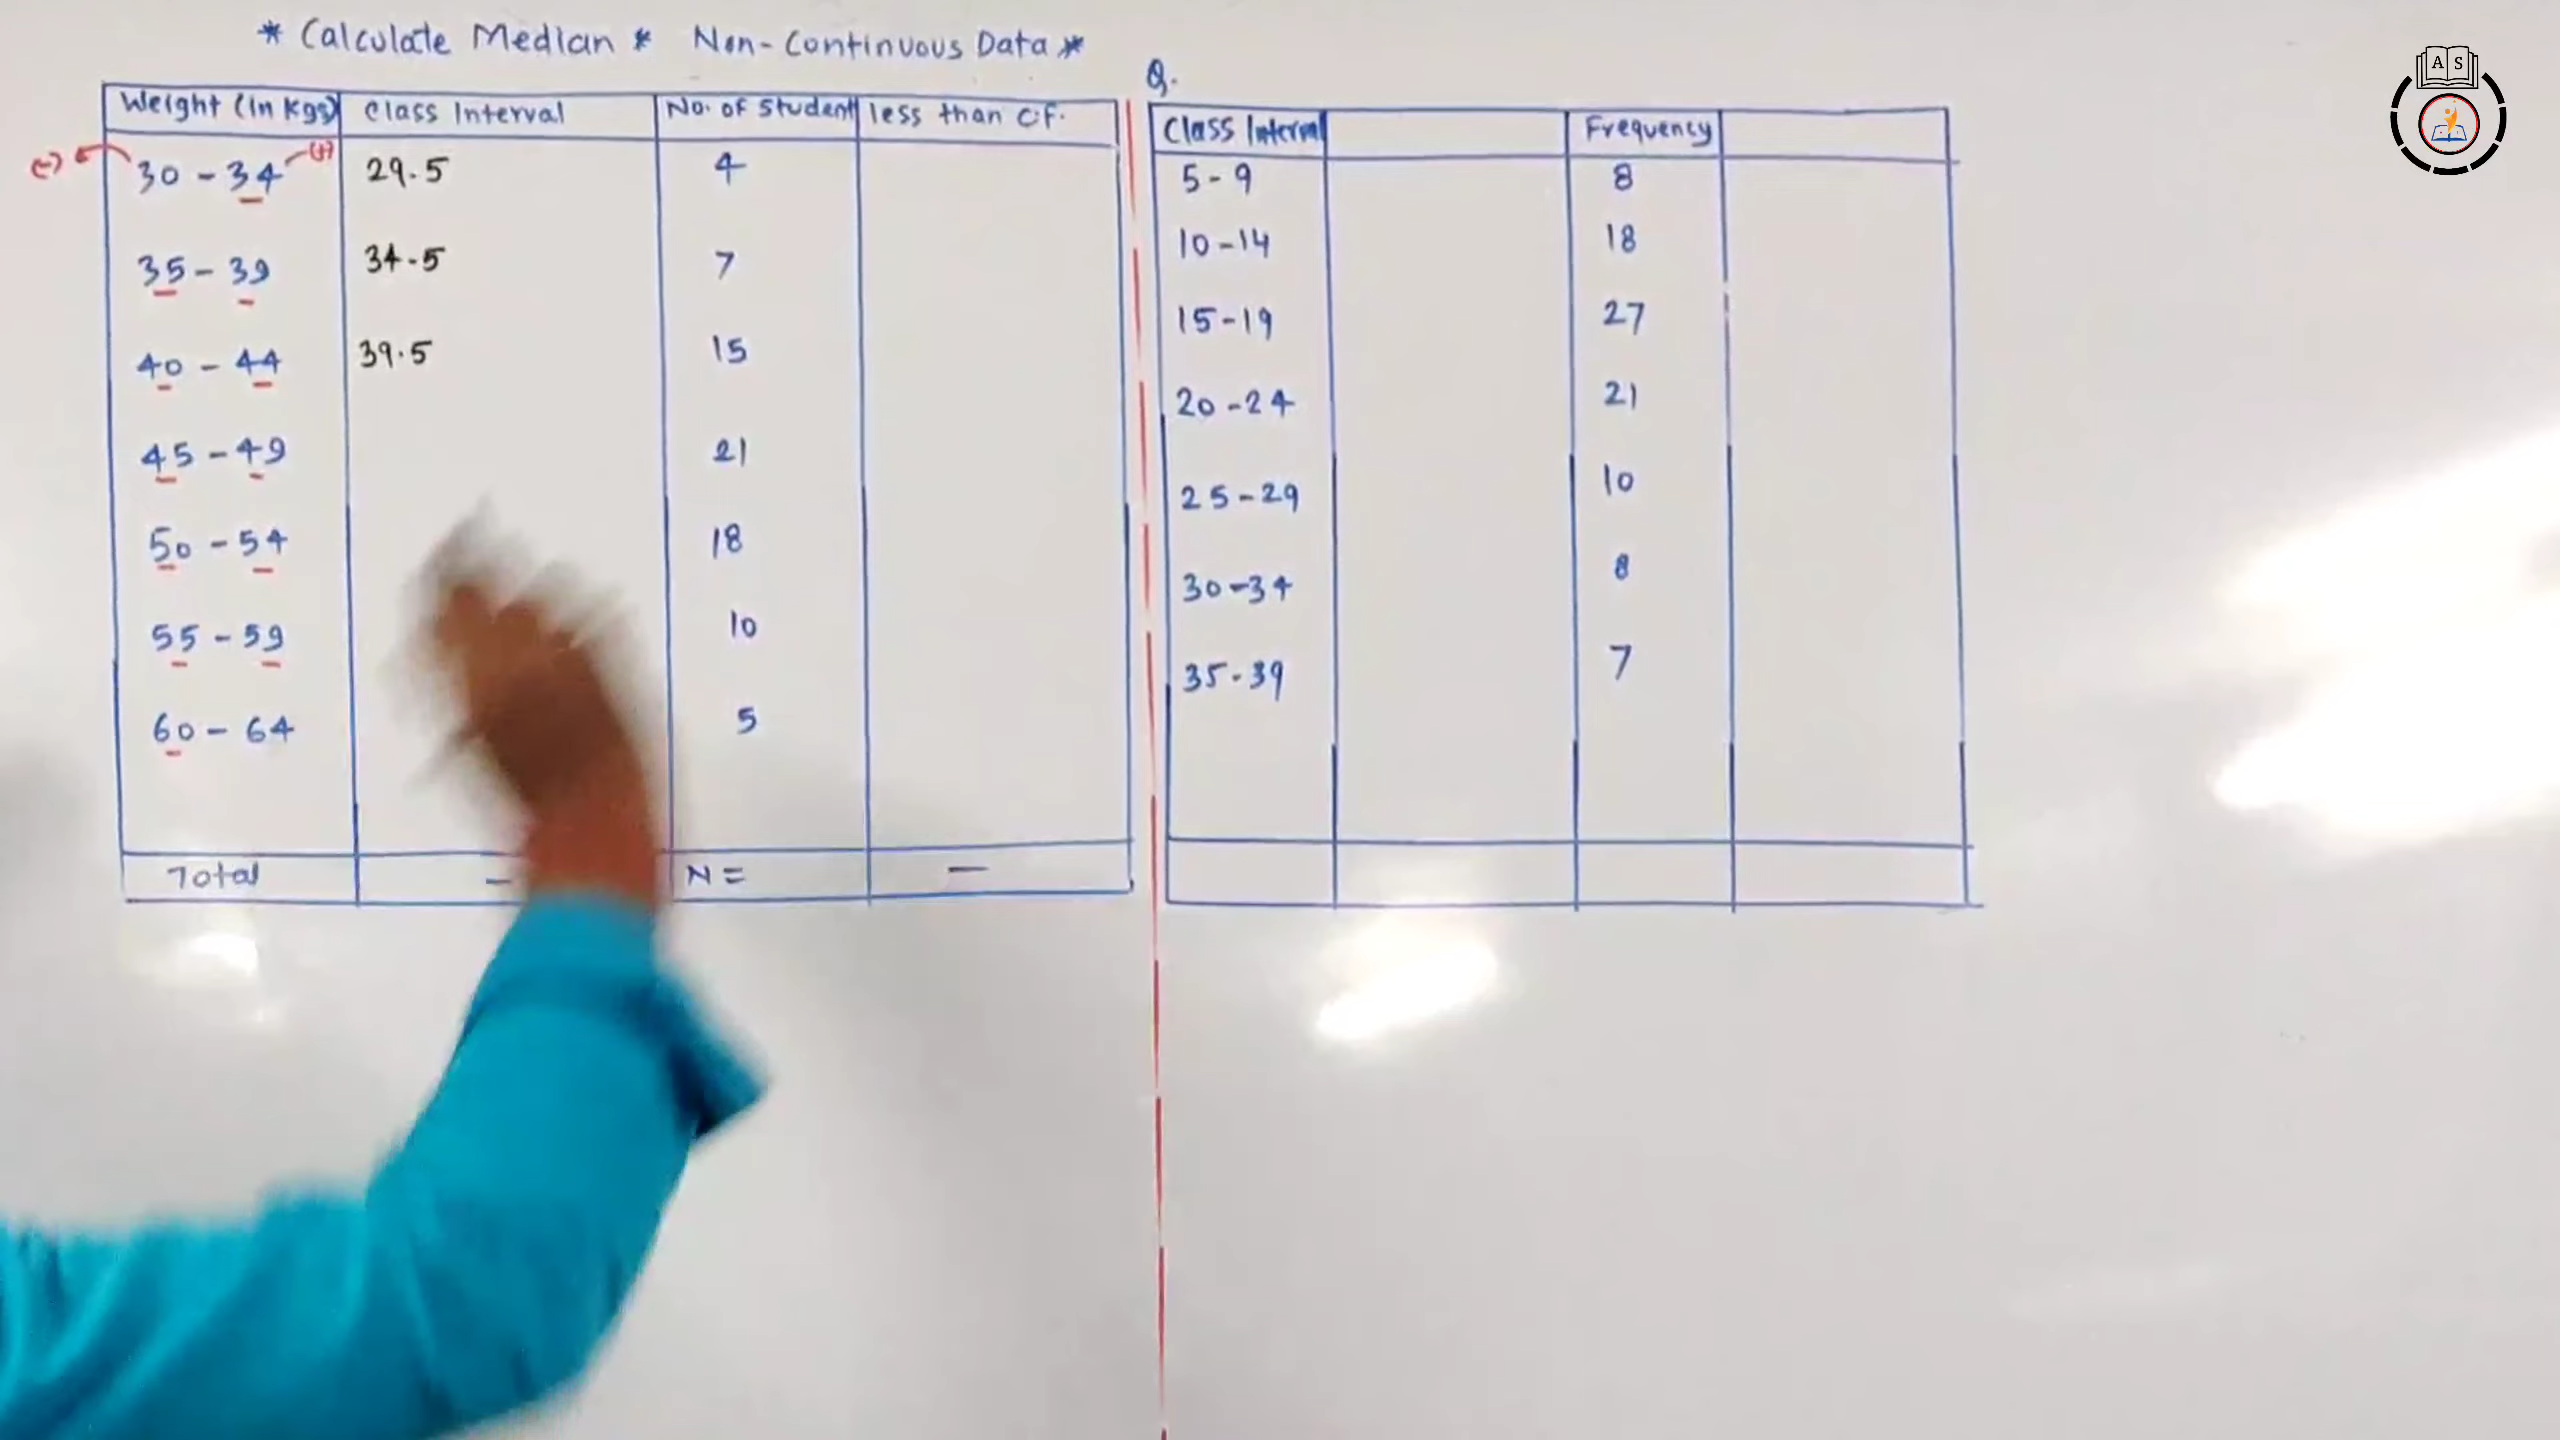 * Calculate Median * Non-Continuous Data *
Weight (in Kgs) Class Interval No. of Student less than C.F.
(-) (+)
30 - 34 29.5 4
35 - 39 34.5 7
40 - 44 39.5 15
45 - 49 21
50 - 54 18
55 - 59 10
60 - 64 5
Total - N = -
Q.
Class Interval Frequency
5 - 9 8
10 - 14 18
15 - 19 27
20 - 24 21
25 - 29 10
30 - 34 8
35 - 39 7
A S